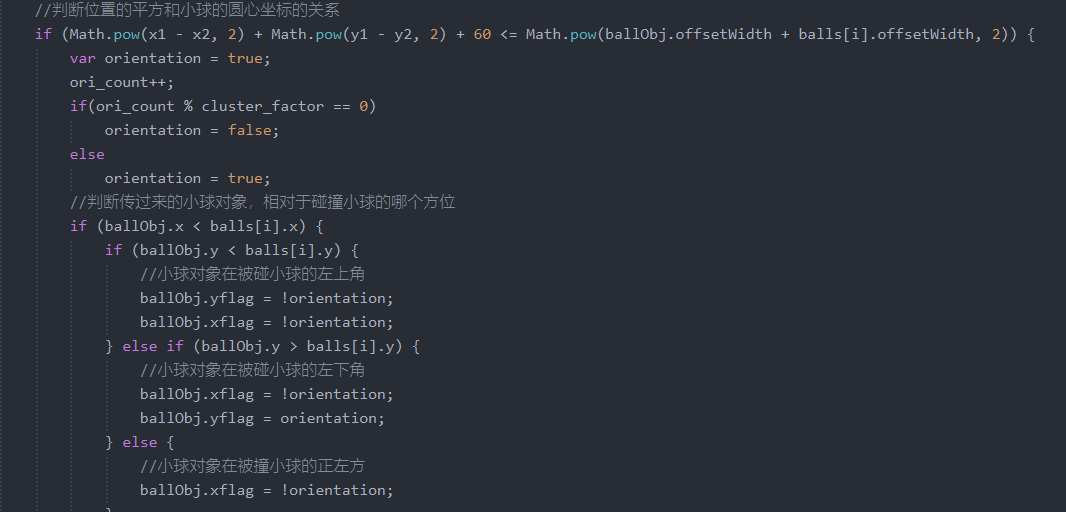 //判断位置的平方和小球的圆心坐标的关系
if (Math.pow(x1 - x2, 2) + Math.pow(y1 - y2, 2) + 60 <= Math.pow(ballObj.offsetWidth + balls[i].offsetWidth, 2)) {
var orientation = true;
ori_count++;
if(ori_count % cluster_factor == 0)
orientation = false;
else
orientation = true;
//判断传过来的小球对象，相对于碰撞小球的哪个方位
if (ballObj.x < balls[i].x) {
if (ballObj.y < balls[i].y) {
//小球对象在被碰小球的左上角
ballObj.yflag = !orientation;
ballObj.xflag = !orientation;
} else if (ballObj.y > balls[i].y) {
//小球对象在被碰小球的左下角
ballObj.xflag = !orientation;
ballObj.yflag = orientation;
} else {
//小球对象在被撞小球的正左方
ballObj.xflag = !orientation;